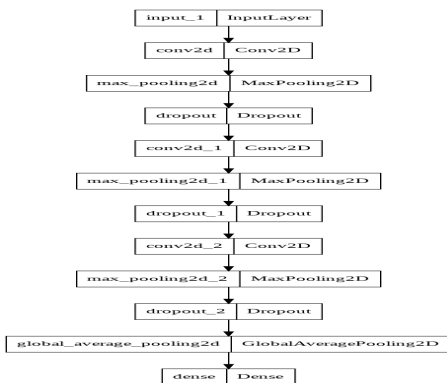 input_1 InputLayer
conv2d Conv2D
max_pooling2d MaxPooling2D
dropout Dropout
conv2d_1 Conv2D
max_pooling2d_1 MaxPooling2D
dropout_1 Dropout
conv2d_2 Conv2D
max_pooling2d_2 MaxPooling2D
dropout_2 Dropout
global_average_pooling2d GlobalAveragePooling2D
dense Dense